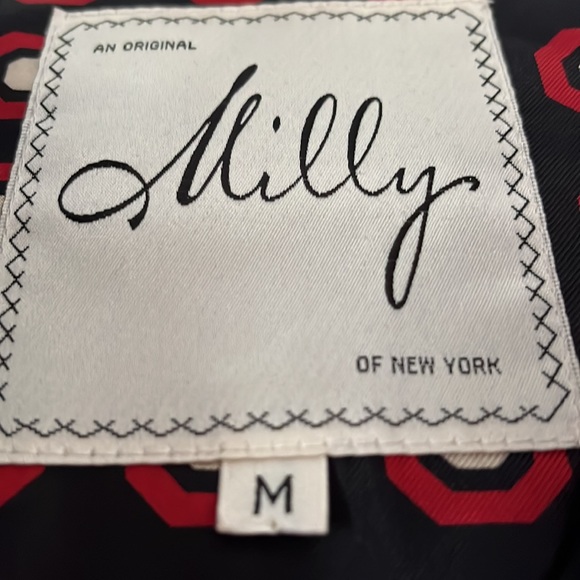 AN ORIGINAL
Milly
OF NEW YORK
M